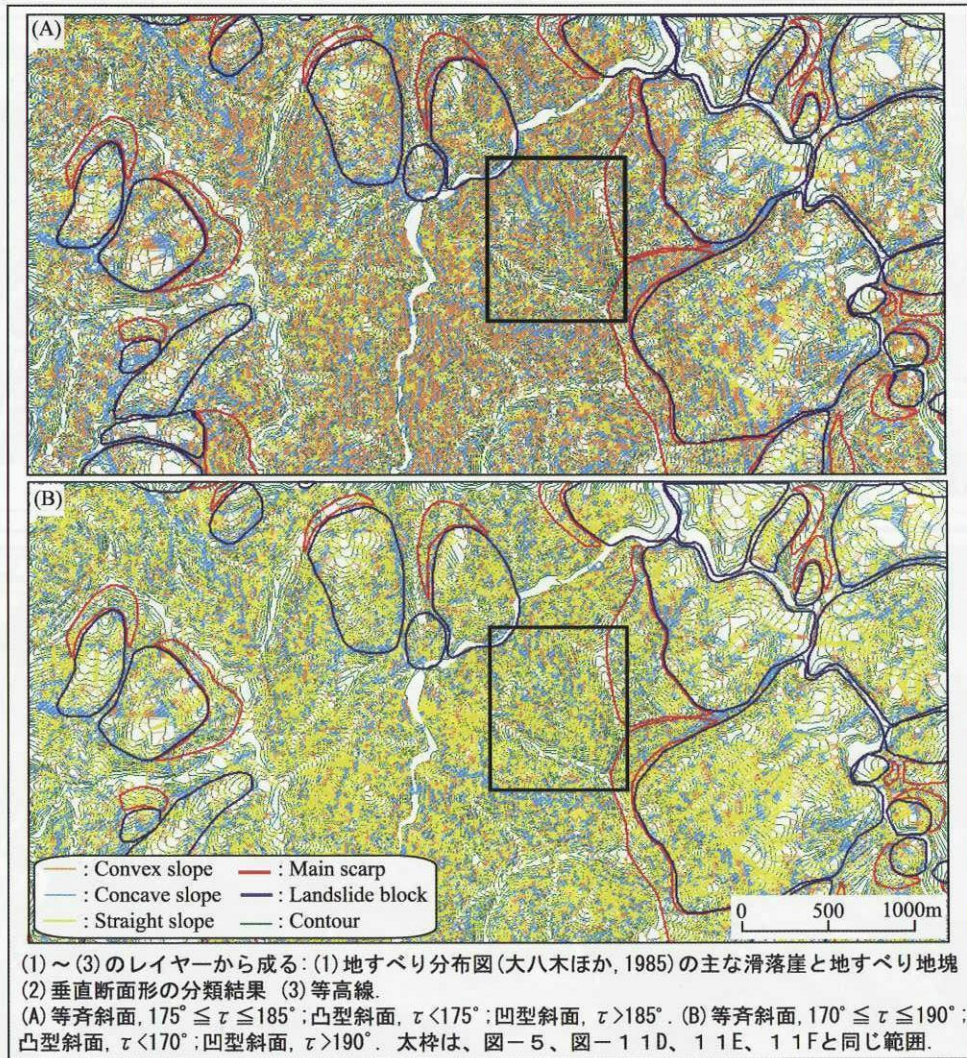 (A)
(B)
: Convex slope
: Main scarp
: Concave slope
: Landslide block
: Straight slope
: Contour
0 500 1000m
(1)~(3)のレイヤーから成る:(1)地すべり分布図(大八木ほか,1985)の主な滑落崖と地すべり地塊
(2)垂直断面形の分類結果 (3)等高線.
(A)等斉斜面,175°≦τ≦185°;凸型斜面,τ<175°;凹型斜面,τ>185°.(B)等斉斜面,170°≦τ≦190°;
凸型斜面,τ<170°;凹型斜面,τ>190°. 太枠は、図-5、図-11D、11E、11Fと同じ範囲.